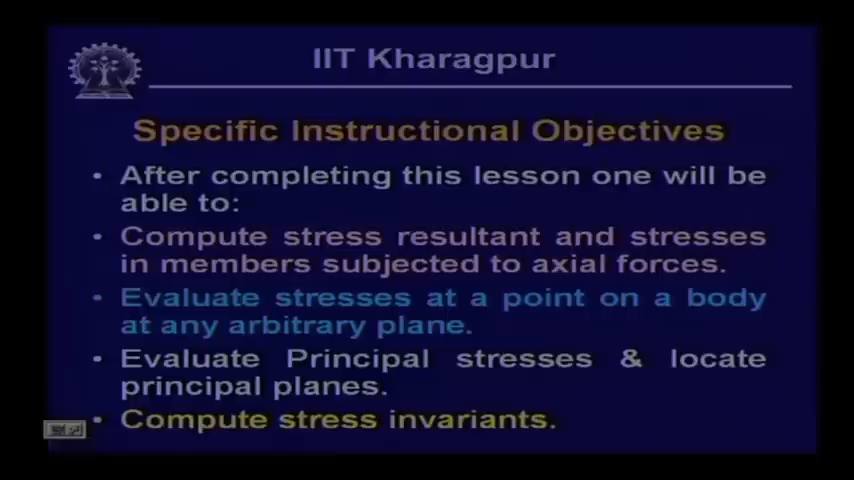 IIT Kharagpur
Specific Instructional Objectives
• After completing this lesson one will be
able to:
• Compute stress resultant and stresses
in members subjected to axial forces.
• Evaluate stresses at a point on a body
at any arbitrary plane.
• Evaluate Principal stresses & locate
principal planes.
• Compute stress invariants.